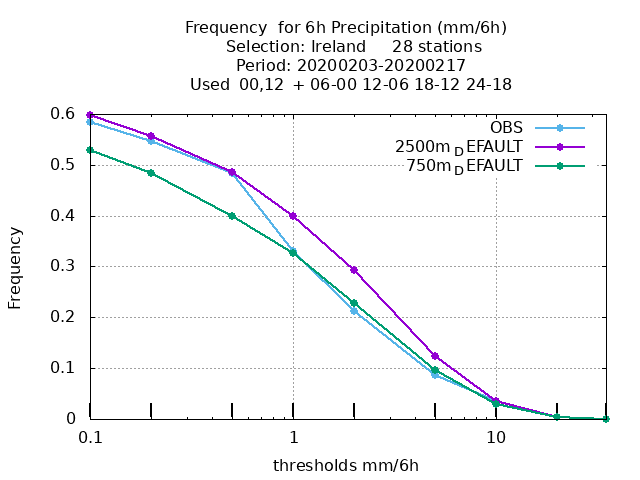 Frequency  for 6h Precipitation (mm/6h)
Selection: Ireland     28 stations
Period: 20200203-20200217
Used  00,12  + 06-00 12-06 18-12 24-18
OBS
2500m_DEFAULT
750m_DEFAULT
0.6
0.5
0.4
0.3
0.2
0.1
0
Frequency
0.1
1
10
thresholds mm/6h